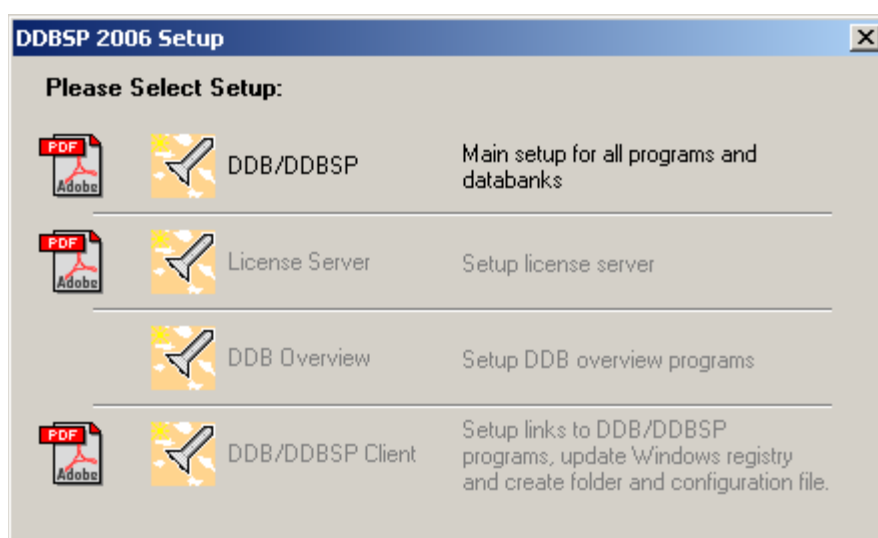 DDBSP 2006 Setup
Please Select Setup:
PDF
Adobe
DDB/DDBSP
Main setup for all programs and
databanks
PDF
Adobe
License Server
Setup license server
DDB Overview
Setup DDB overview programs
PDF
Adobe
DDB/DDBSP Client
Setup links to DDB/DDBSP
programs, update Windows registry
and create folder and configuration file.